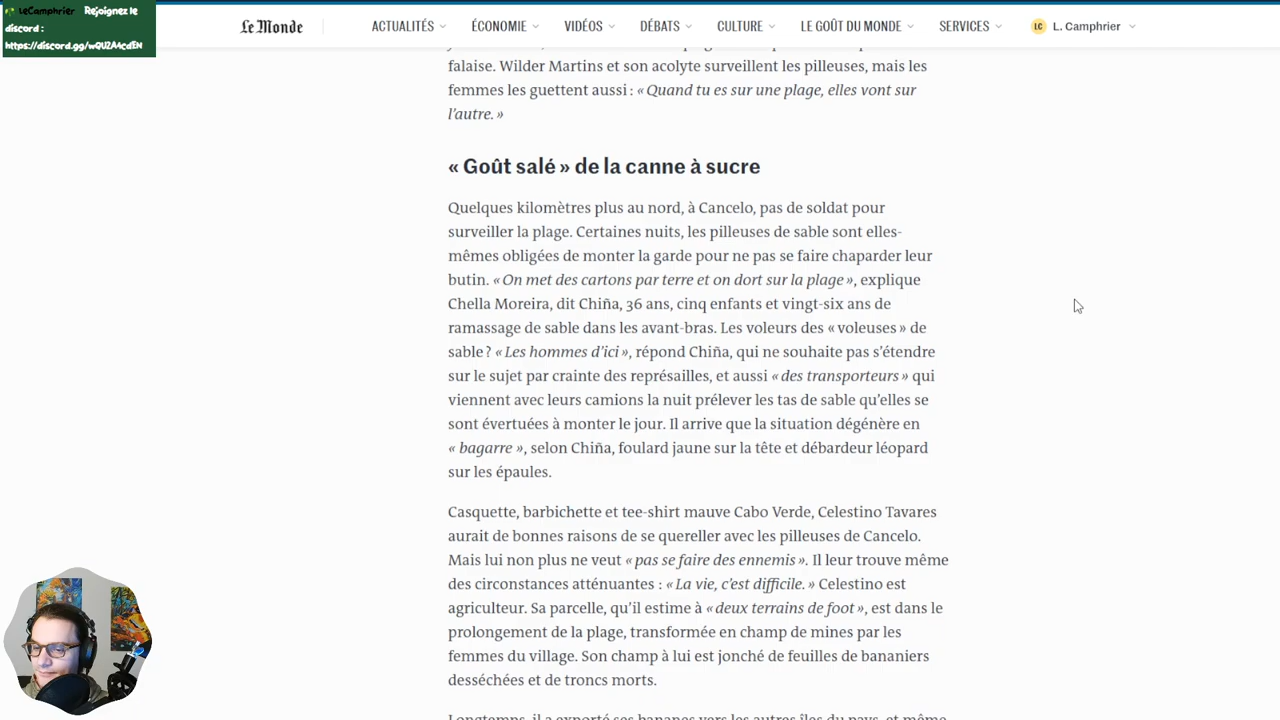 LeCamphrier Rejoignez le
discord :
https://discord.gg/wQU2AMcdEN
Le Monde
ACTUALITÉS
ÉCONOMIE
VIDÉOS
DÉBATS
CULTURE
LE GOÛT DU MONDE
SERVICES
LC
L. Camphrier
falaise. Wilder Martins et son acolyte surveillent les pilleuses, mais les
femmes les guettent aussi : « Quand tu es sur une plage, elles vont sur
l’autre. »
« Goût salé » de la canne à sucre
Quelques kilomètres plus au nord, à Cancelo, pas de soldat pour
surveiller la plage. Certaines nuits, les pilleuses de sable sont elles-
mêmes obligées de monter la garde pour ne pas se faire chaparder leur
butin. « On met des cartons par terre et on dort sur la plage », explique
Chella Moreira, dit Chiña, 36 ans, cinq enfants et vingt-six ans de
ramassage de sable dans les avant-bras. Les voleurs des « voleuses » de
sable ? « Les hommes d’ici », répond Chiña, qui ne souhaite pas s’étendre
sur le sujet par crainte des représailles, et aussi « des transporteurs » qui
viennent avec leurs camions la nuit prélever les tas de sable qu’elles se
sont évertuées à monter le jour. Il arrive que la situation dégénère en
« bagarre », selon Chiña, foulard jaune sur la tête et débardeur léopard
sur les épaules.
Casquette, barbichette et tee-shirt mauve Cabo Verde, Celestino Tavares
aurait de bonnes raisons de se quereller avec les pilleuses de Cancelo.
Mais lui non plus ne veut « pas se faire des ennemis ». Il leur trouve même
des circonstances atténuantes : « La vie, c’est difficile. » Celestino est
agriculteur. Sa parcelle, qu’il estime à « deux terrains de foot », est dans le
prolongement de la plage, transformée en champ de mines par les
femmes du village. Son champ à lui est jonché de feuilles de bananiers
desséchées et de troncs morts.
Longtemps, il a exporté ses bananes vers les autres îles du pays, et même